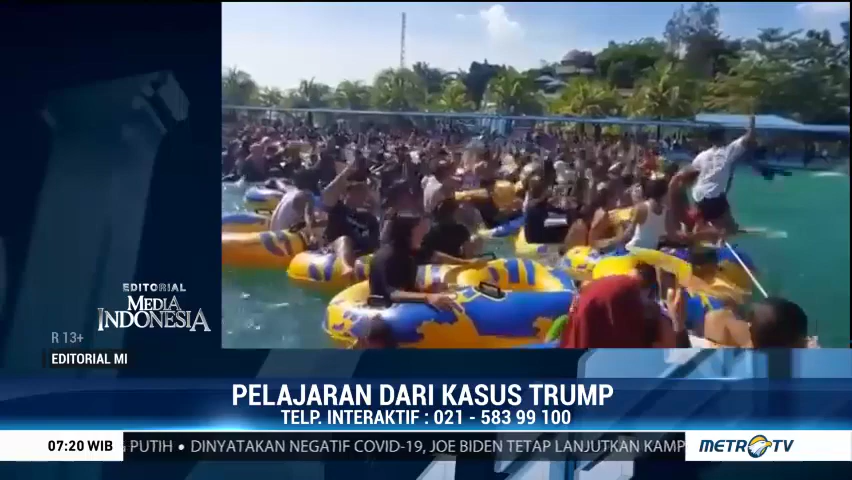 EDITORIAL
MEDIA
INDONESIA
R 13+
EDITORIAL MI
PELAJARAN DARI KASUS TRUMP
TELP. INTERAKTIF : 021 - 583 99 100
07:20 WIB
PUTIH • DINYATAKAN NEGATIF COVID-19, JOE BIDEN TETAP LANJUTKAN KAMP
METRO TV